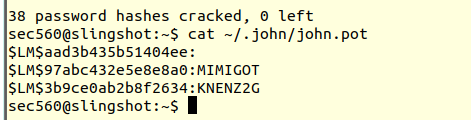 38 password hashes cracked, 0 left
sec560@slingshot:~$ cat ~/.john/john.pot
$LM$aad3b435b51404ee:
$LM$97abc432e5e8e8a0:MIMIGOT
$LM$3b9ce0ab2b8f2634:KNENZ2G
sec560@slingshot:~$